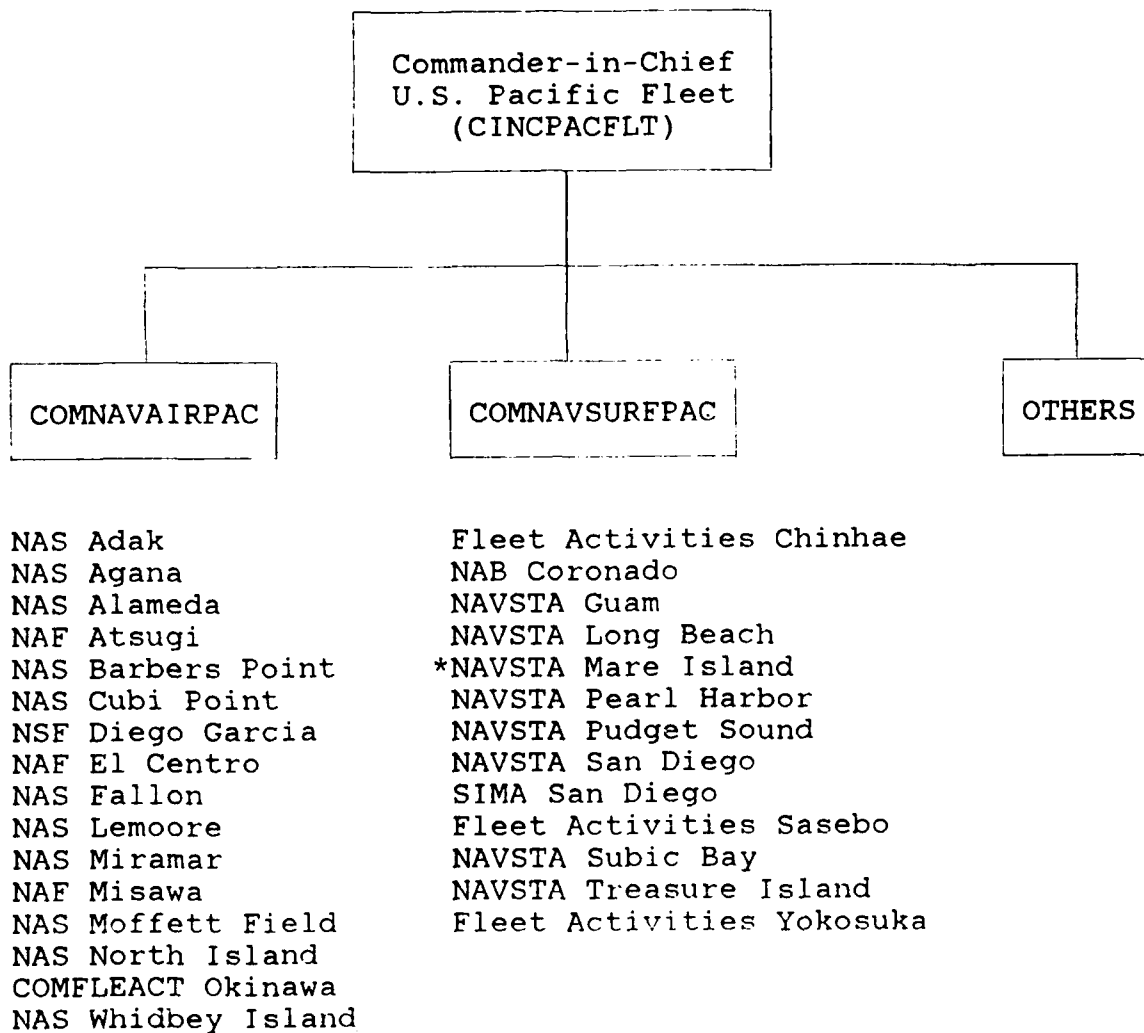 Commander-in-Chief
U.S. Pacific Fleet
(CINCPACFLT)
COMNAVAIRPAC
COMNAVSURFPAC
OTHERS
NAS Adak
NAS Agana
NAS Alameda
NAF Atsugi
NAS Barbers Point
NAS Cubi Point
NSF Diego Garcia
NAF El Centro
NAS Fallon
NAS Lemoore
NAS Miramar
NAF Misawa
NAS Moffett Field
NAS North Island
COMFLEACT Okinawa
NAS Whidbey Island
Fleet Activities Chinhae
NAB Coronado
NAVSTA Guam
NAVSTA Long Beach
*NAVSTA Mare Island
NAVSTA Pearl Harbor
NAVSTA Pudget Sound
NAVSTA San Diego
SIMA San Diego
Fleet Activities Sasebo
NAVSTA Subic Bay
NAVSTA Treasure Island
Fleet Activities Yokosuka